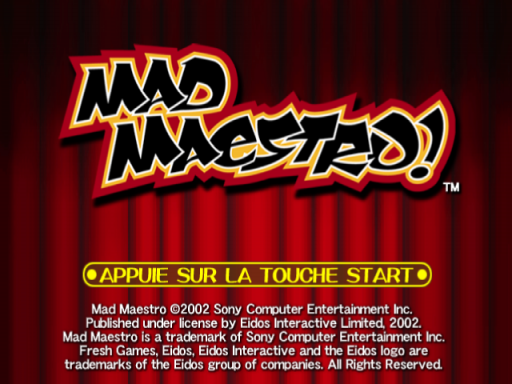 MAD
MAESTRO!
TM
APPUIE SUR LA TOUCHE START
Mad Maestro ©2002 Sony Computer Entertainment Inc.
Published under license by Eidos Interactive Limited, 2002.
Mad Maestro is a trademark of Sony Computer Entertainment Inc.
Fresh Games, Eidos, Eidos Interactive and the Eidos logo are
trademarks of the Eidos group of companies. All Rights Reserved.